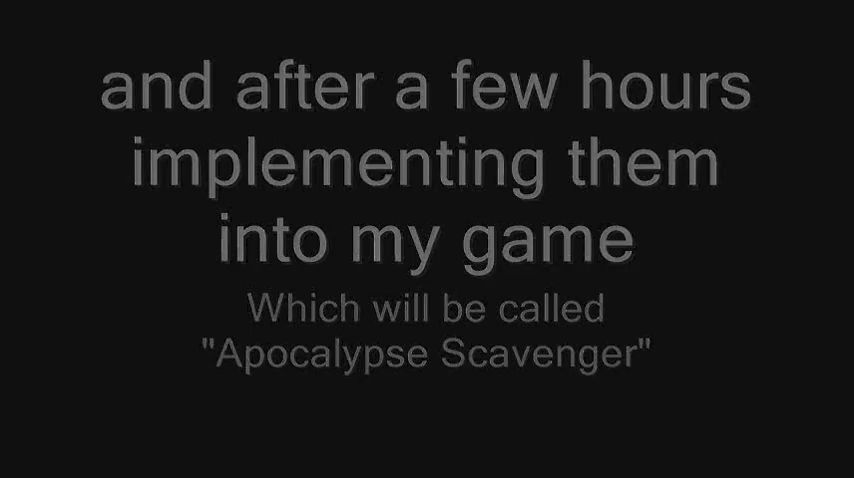 and after a few hours
implementing them
into my game
Which will be called
"Apocalypse Scavenger"